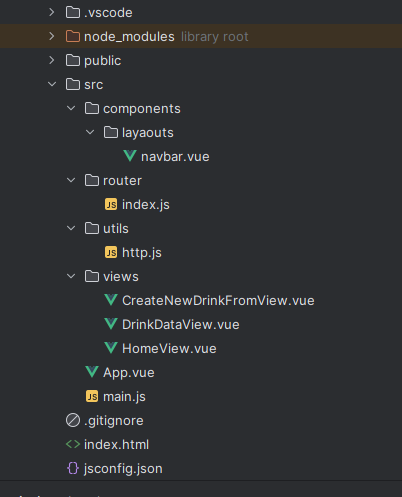 .vscode
node_modules library root
public
src
components
layaouts
navbar.vue
router
JS index.js
utils
JS http.js
views
CreateNewDrinkFromView.vue
DrinkDataView.vue
HomeView.vue
App.vue
JS main.js
.gitignore
<> index.html
{} jsconfig.json